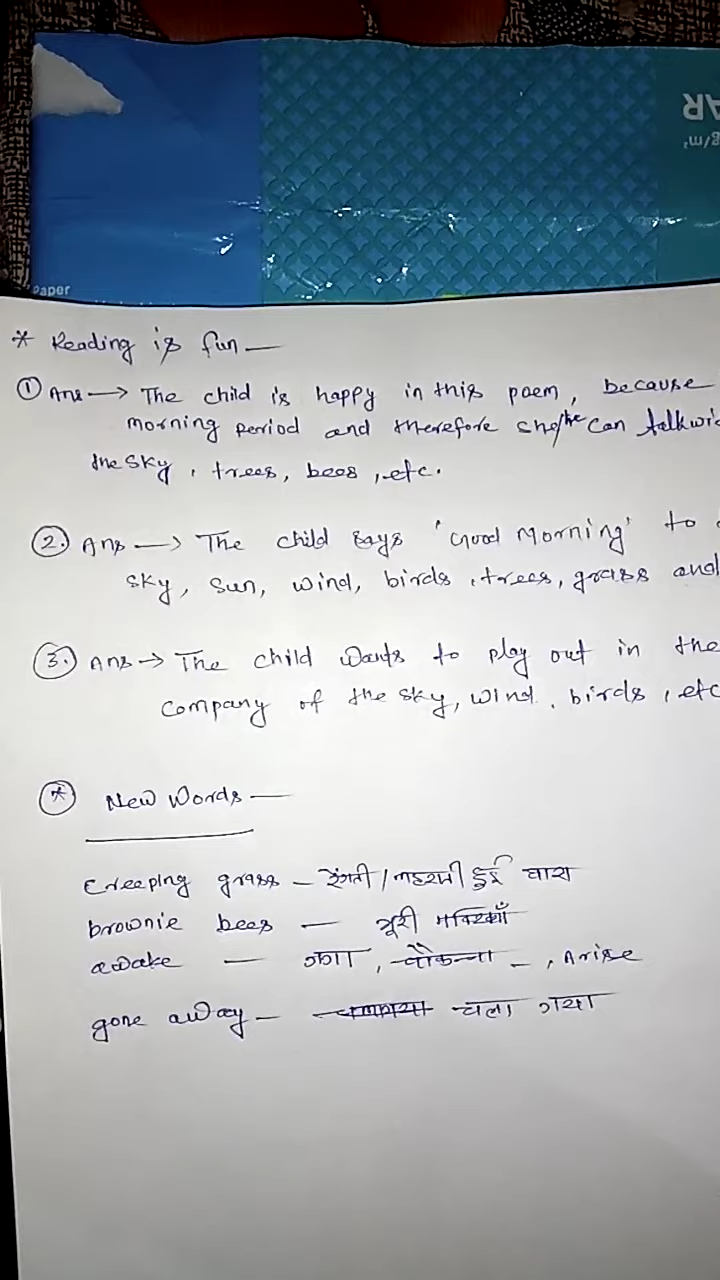 AR
g/m²
Paper
* Reading is fun —
① Ans → The child is happy in this poem, because
morning period and therefore she/he can talk
the sky, trees, bees, etc.
②. Ans → The child says 'Good Morning' to
sky, sun, wind, birds, trees, grass and
③. Ans → The child wants to play out in the
company of the sky, wind, birds, etc
* New Words —
Creeping grass – रेंगती / लहराती हुई घास
brownie bees — भूरी मक्खियाँ
awake — जगा, चौकन्ना –, Arise
gone away — चला गया